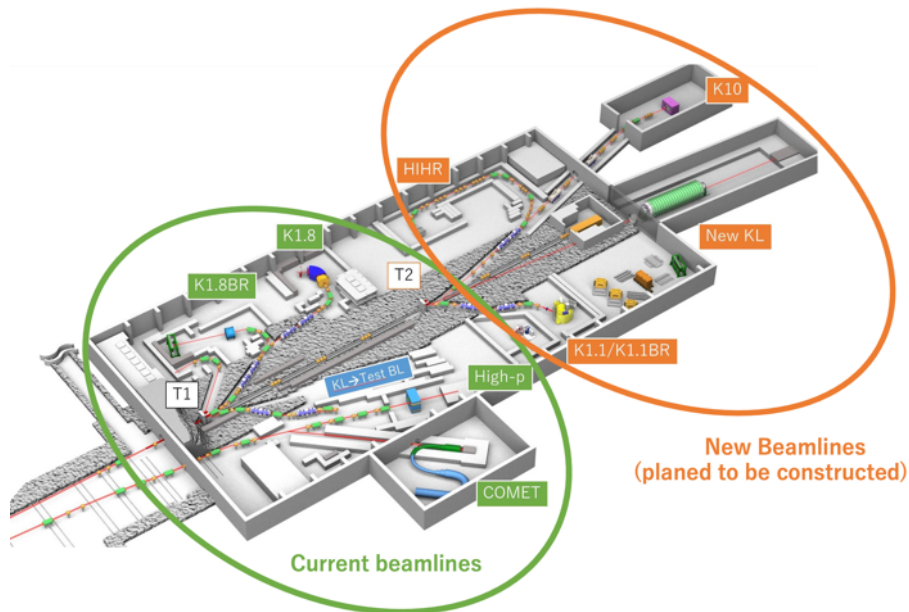 K10
HIHR
K1.8
New KL
T2
K1.8BR
K1.1/K1.1BR
High-p
KL→Test BL
T1
New Beamlines
(planed to be constructed)
COMET
Current beamlines